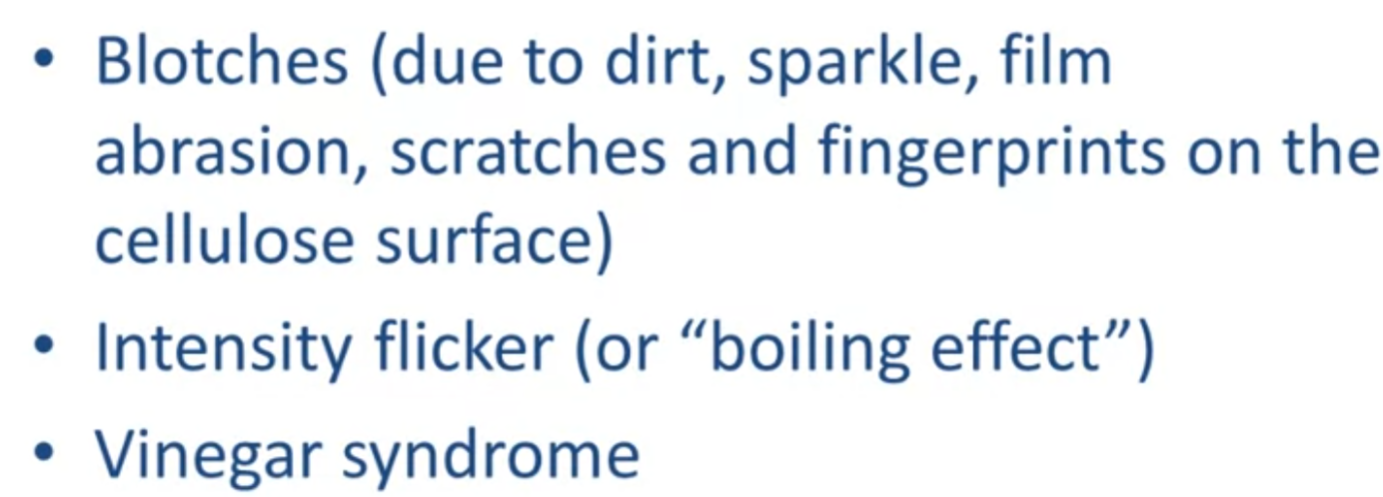 • Blotches (due to dirt, sparkle, film
abrasion, scratches and fingerprints on the
cellulose surface)
• Intensity flicker (or “boiling effect”)
• Vinegar syndrome